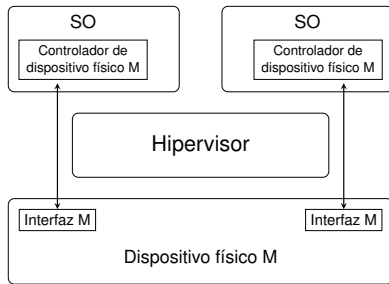 SO
Controlador de
dispositivo físico M
SO
Controlador de
dispositivo físico M
Hipervisor
Interfaz M
Interfaz M
Dispositivo físico M